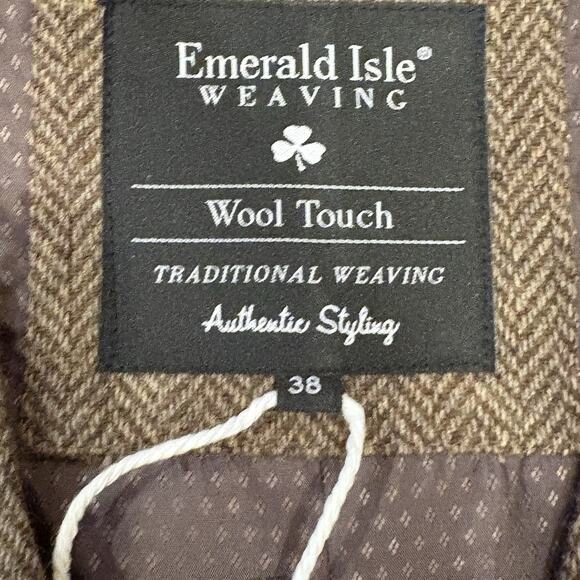 Emerald Isle®
WEAVING
Wool Touch
TRADITIONAL WEAVING
Authentic Styling
38